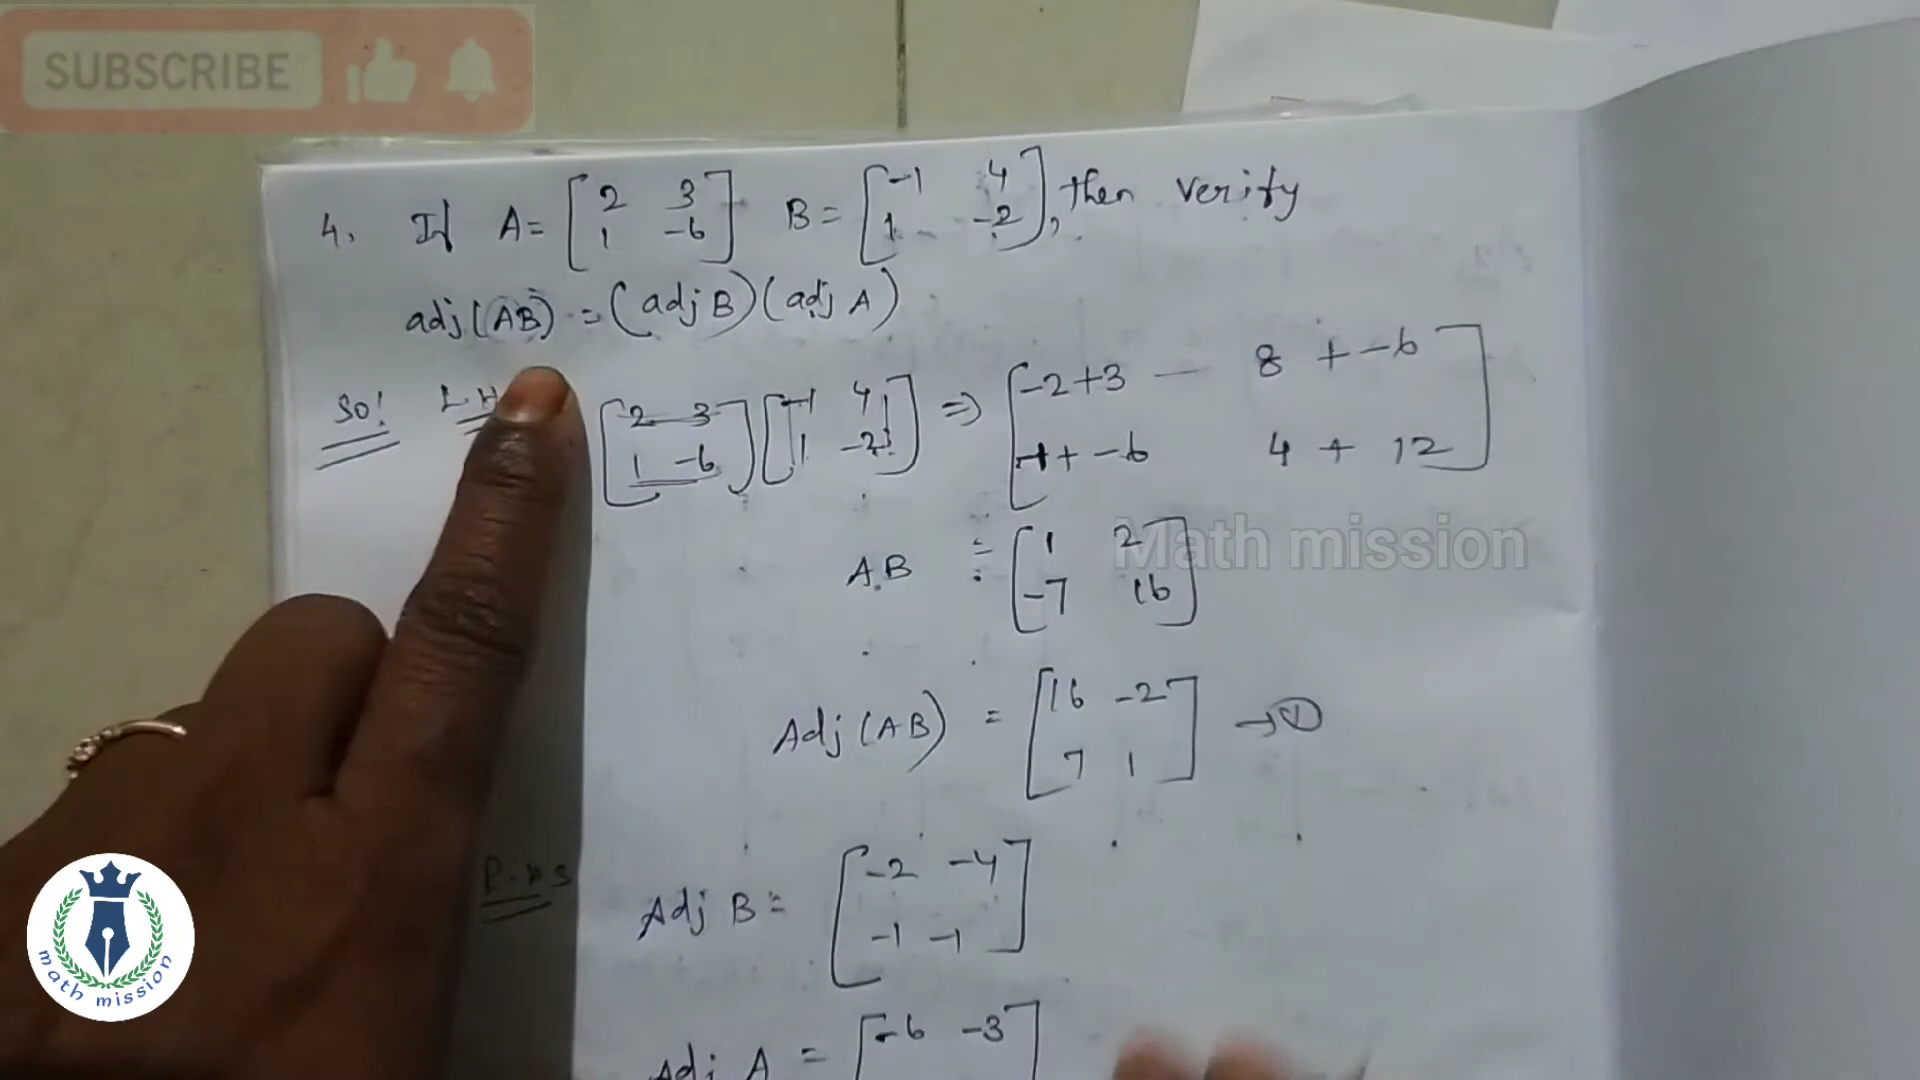 SUBSCRIBE
4. If A = [2 3 1 -6] B = [-1 4 1 -2], then verify
adj(AB) = (adj B)(adj A)
Sol L.H
[2 3 1 -6] [-1 4 1 -2] ⇒ [-2+3 8 + -6 -1 + -6 4 + 12]
AB = [1 2 -7 16]
Math mission
Adj (AB) = [16 -2 7 1] → ①
R.H.S
Adj B = [-2 -4 -1 -1]
Adj A = [-6 -3
math mission